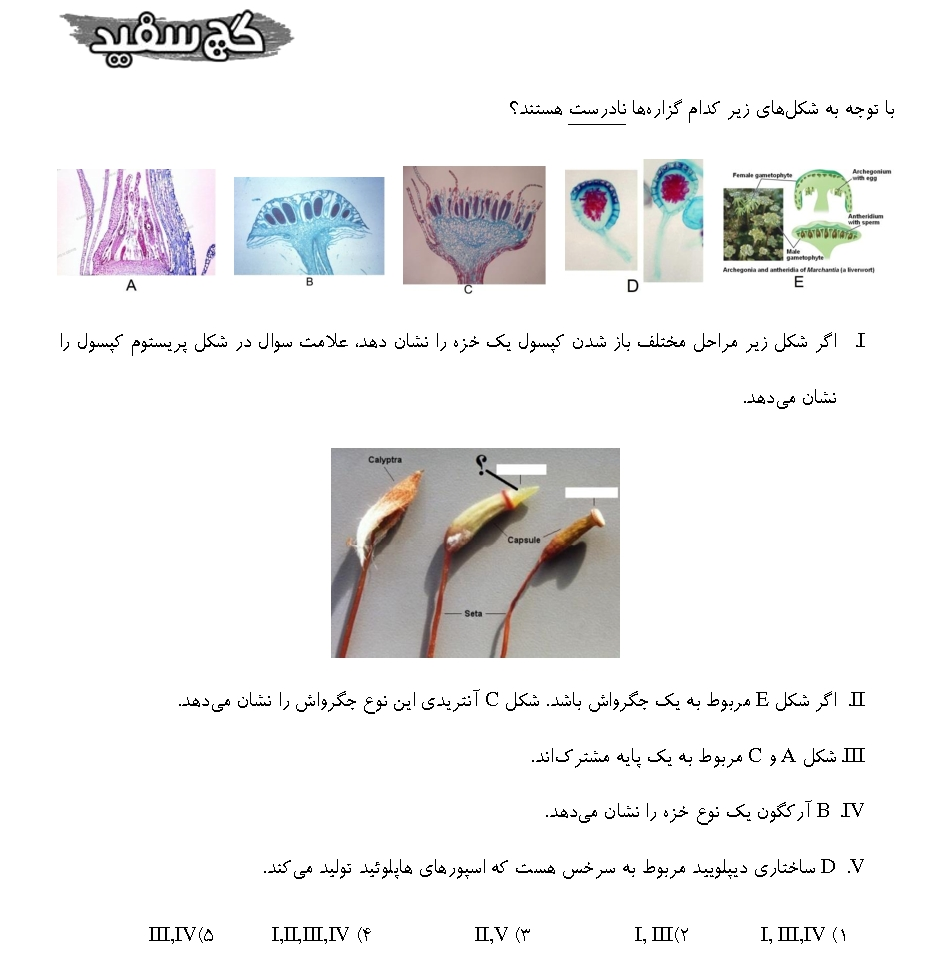 گچ سفید
با توجه به شکل‌های زیر کدام گزاره‌ها نادرست هستند؟
Female gametophyte
Archegonium with egg
Antheridium with sperm
Male gametophyte
Archegonia and antheridia of Marchantia (a liverwort)
A B C D E
I. اگر شکل زیر مراحل مختلف باز شدن کپسول یک خزه را نشان دهد، علامت سوال در شکل پریستوم کپسول را
نشان می‌دهد.
Calyptra
؟
Capsule
Seta
II. اگر شکل E مربوط به یک جگرواش باشد. شکل C آنتریدی این نوع جگرواش را نشان می‌دهد.
III. شکل A و C مربوط به یک پایه مشترک‌اند.
IV. B آرکگون یک نوع خزه را نشان می‌دهد.
V. D ساختاری دیپلویید مربوط به سرخس هست که اسپورهای هاپلوئید تولید می‌کند.
۱) I, III,IV ۲) I, III ۳) II,V ۴) I,II,III,IV ۵) III,IV